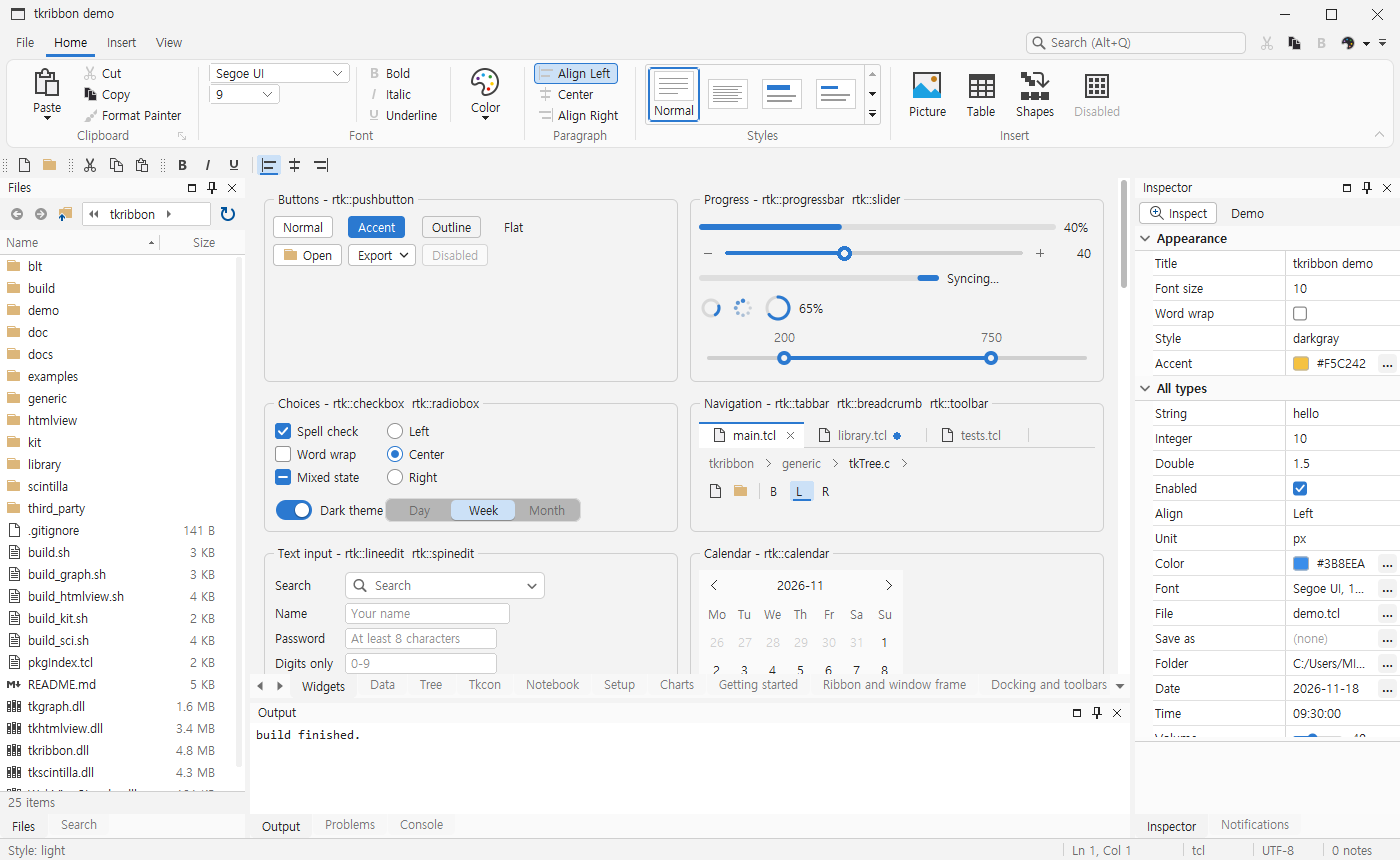 tkribbon demo
File Home Insert View Search (Alt+Q) B
Paste
Cut
Copy
Format Painter
Clipboard
Segoe UI
9
B Bold
I Italic
U Underline
Font
Color
Align Left
Center
Align Right
Paragraph
Normal
Styles
Picture Table Shapes Disabled
Insert
B I U
Files
tkribbon
Name Size
blt
build
demo
doc
docs
examples
generic
htmlview
kit
library
scintilla
third_party
.gitignore 141 B
build.sh 3 KB
build_graph.sh 3 KB
build_htmlview.sh 4 KB
build_kit.sh 2 KB
build_sci.sh 4 KB
pkgIndex.tcl 2 KB
README.md 5 KB
tkgraph.dll 1.6 MB
tkhtmlview.dll 3.4 MB
tkribbon.dll 4.8 MB
tkscintilla.dll 4.3 MB
25 items
Files Search
Buttons - rtk::pushbutton
Normal Accent Outline Flat
Open Export Disabled
Progress - rtk::progressbar rtk::slider
40%
40
Syncing...
65%
200 750
Choices - rtk::checkbox rtk::radiobox
Spell check Left
Word wrap Center
Mixed state Right
Dark theme Day Week Month
Navigation - rtk::tabbar rtk::breadcrumb rtk::toolbar
main.tcl library.tcl tests.tcl
tkribbon generic tkTree.c
B L R
Text input - rtk::lineedit rtk::spinedit
Search Search
Name Your name
Password At least 8 characters
Digits only 0-9
Calendar - rtk::calendar
2026-11
Mo Tu We Th Fr Sa Su
26 27 28 29 30 31 1
2 3 4 5 6 7 8
Widgets Data Tree Tkcon Notebook Setup Charts Getting started Ribbon and window frame Docking and toolbars
Output
build finished.
Output Problems Console
Inspector
Inspect Demo
Appearance
Title tkribbon demo
Font size 10
Word wrap
Style darkgray
Accent #F5C242 ...
All types
String hello
Integer 10
Double 1.5
Enabled
Align Left
Unit px
Color #3B8EEA ...
Font Segoe UI, 1... ...
File demo.tcl ...
Save as (none) ...
Folder C:/Users/MI... ...
Date 2026-11-18 ...
Time 09:30:00
Volume 40
Inspector Notifications
Style: light Ln 1, Col 1 tcl UTF-8 0 notes